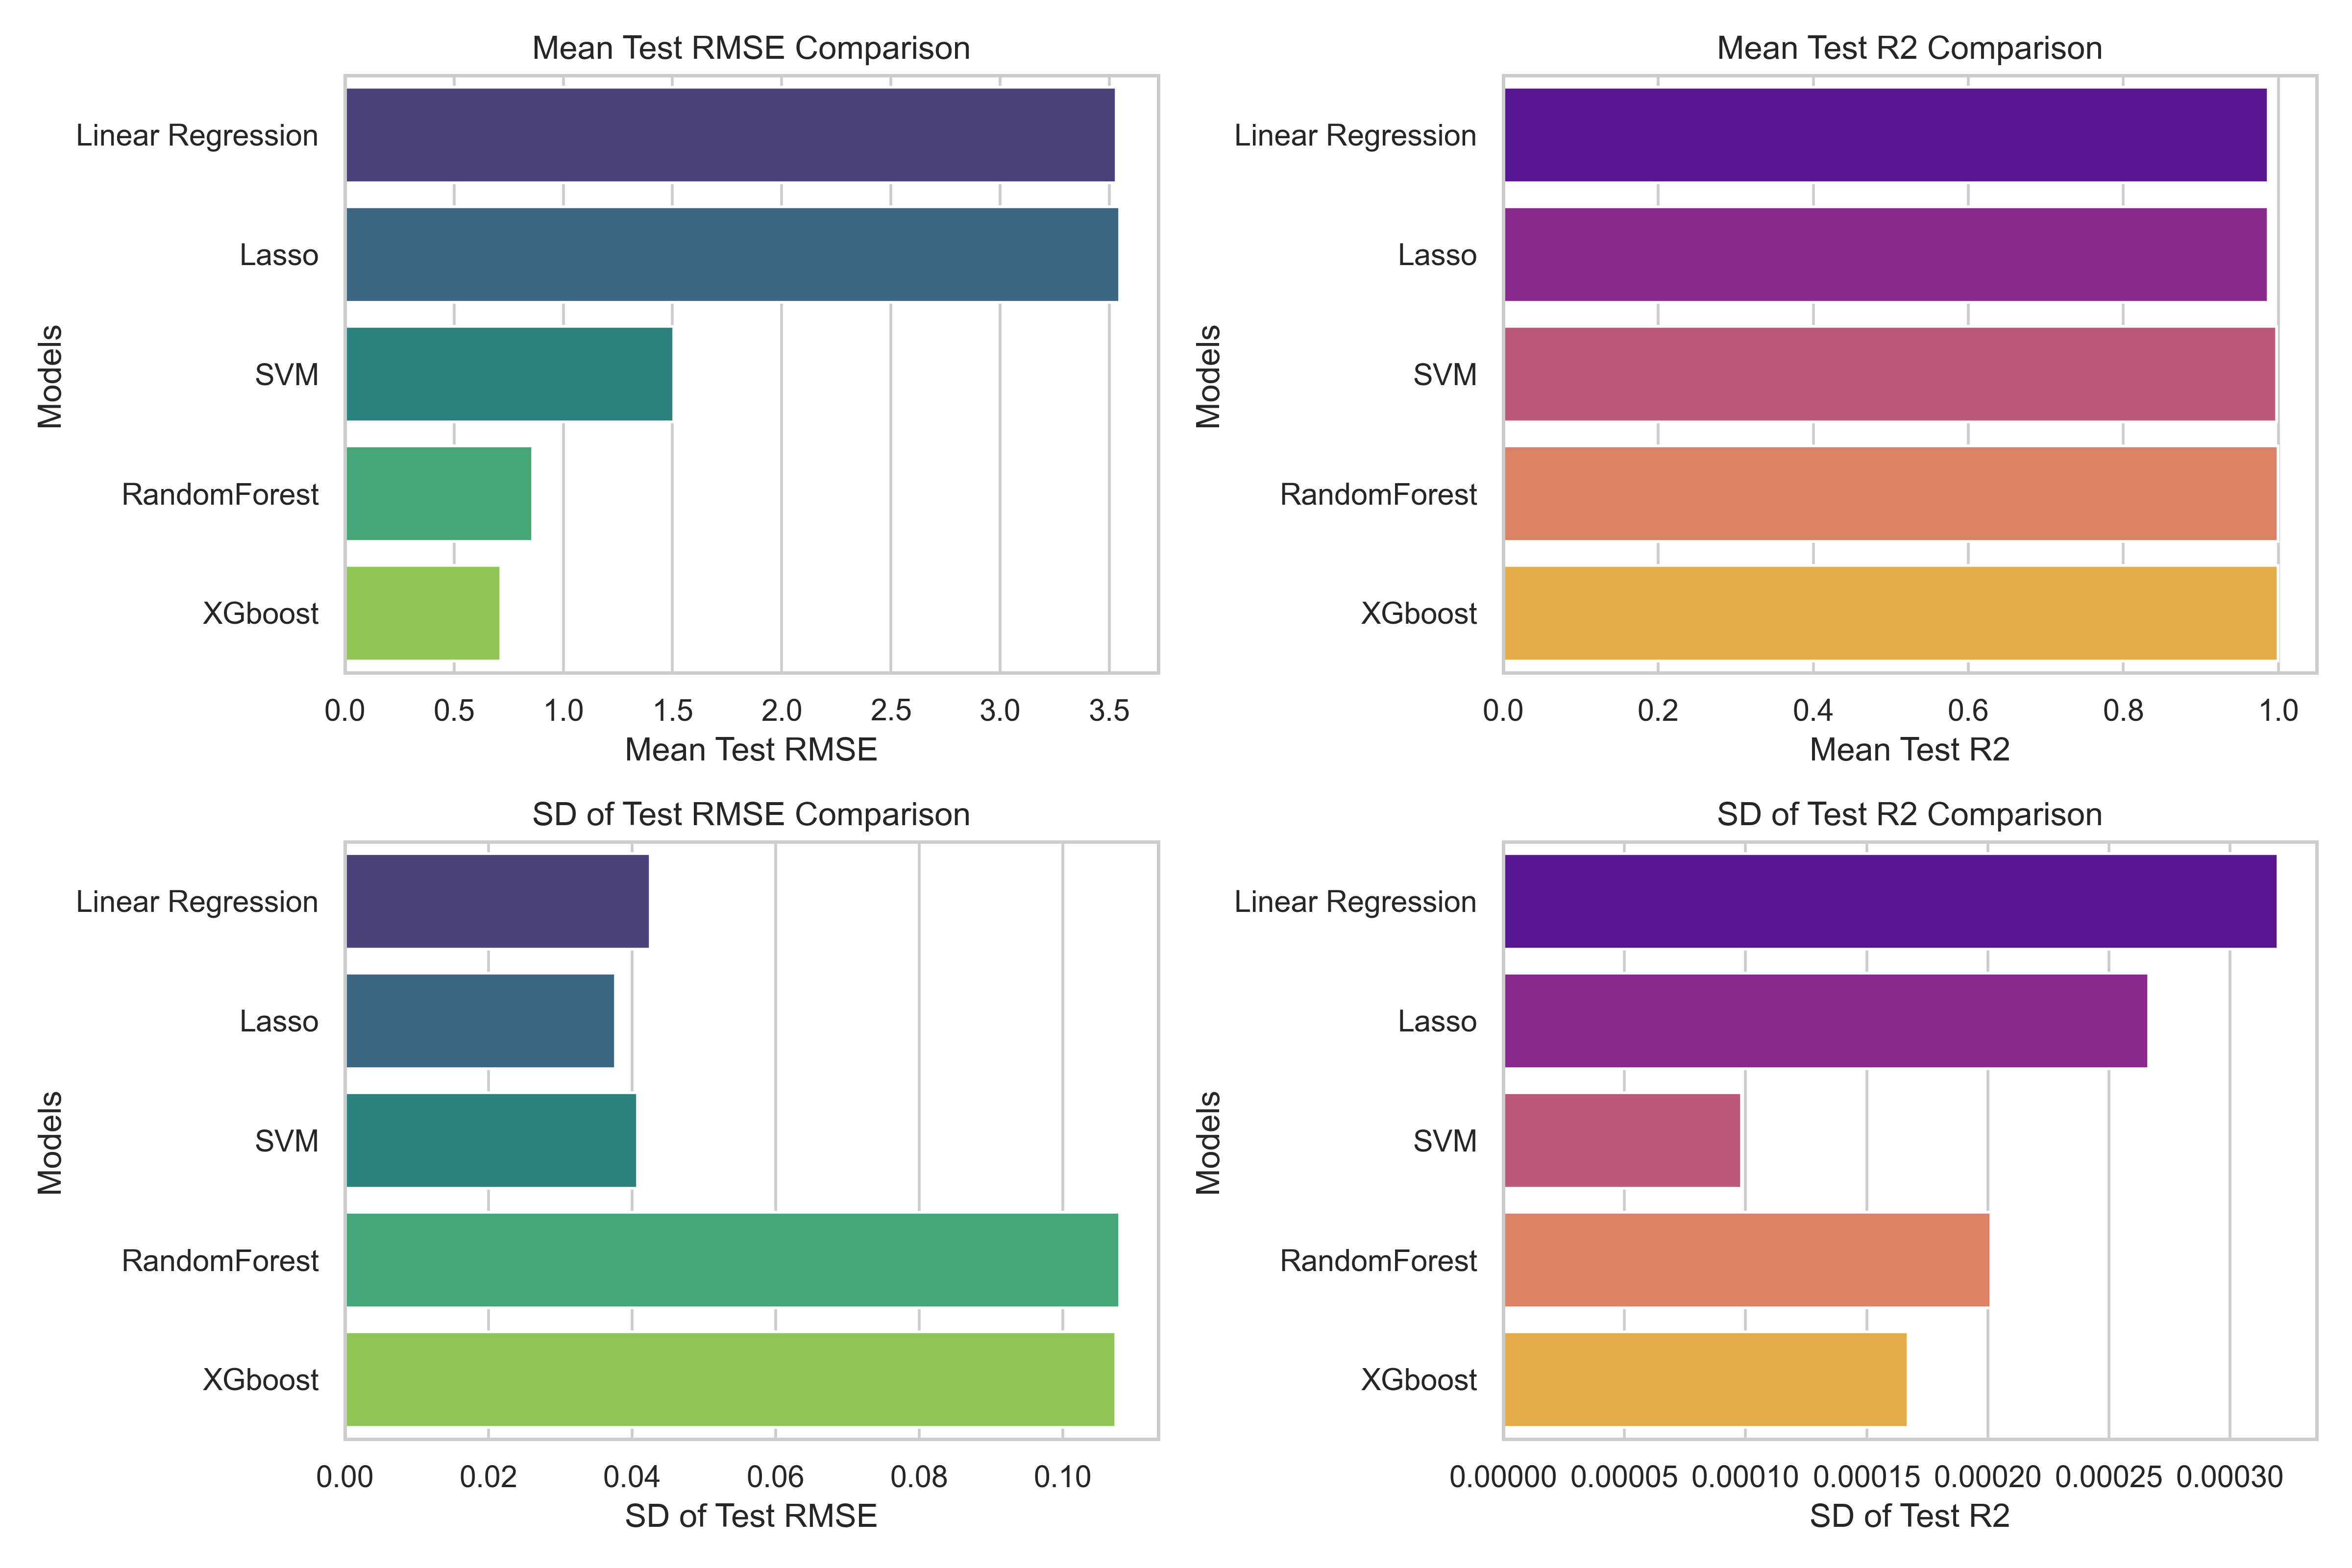 Mean Test RMSE Comparison
Models
Linear Regression
Lasso
SVM
RandomForest
XGboost
0.0 0.5 1.0 1.5 2.0 2.5 3.0 3.5
Mean Test RMSE
Mean Test R2 Comparison
Models
Linear Regression
Lasso
SVM
RandomForest
XGboost
0.0 0.2 0.4 0.6 0.8 1.0
Mean Test R2
SD of Test RMSE Comparison
Models
Linear Regression
Lasso
SVM
RandomForest
XGboost
0.00 0.02 0.04 0.06 0.08 0.10
SD of Test RMSE
SD of Test R2 Comparison
Models
Linear Regression
Lasso
SVM
RandomForest
XGboost
0.00000 0.00005 0.00010 0.00015 0.00020 0.00025 0.00030
SD of Test R2